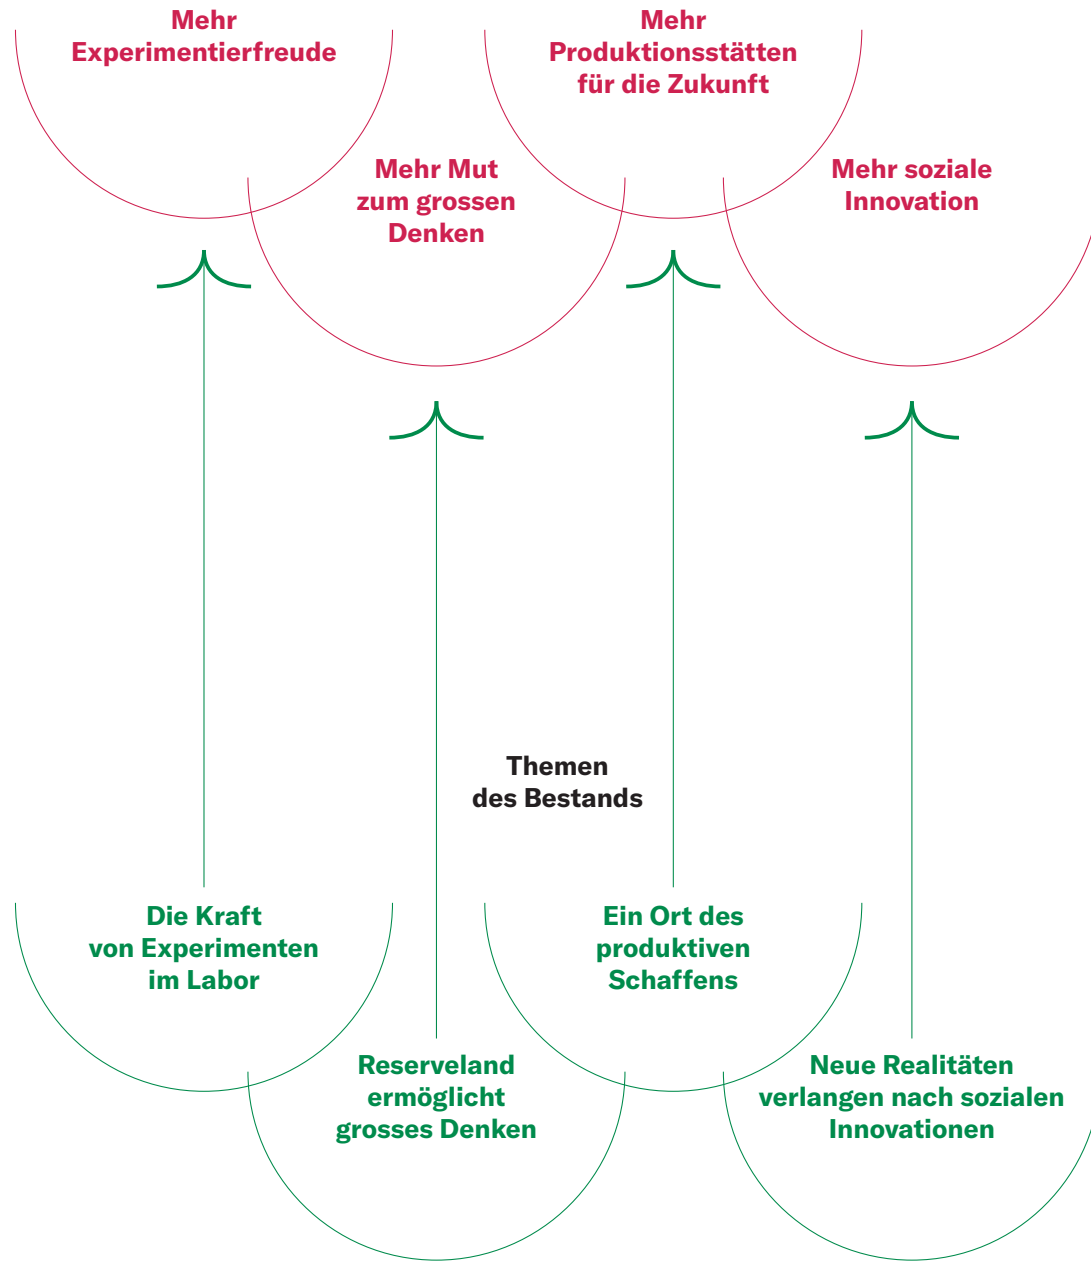 Mehr
Experimentierfreude
Mehr
Produktionsstätten
für die Zukunft
Mehr Mut
zum grossen
Denken
Mehr soziale
Innovation
Themen
des Bestands
Die Kraft
von Experimenten
im Labor
Ein Ort des
produktiven
Schaffens
Reserveland
ermöglicht
grosses Denken
Neue Realitäten
verlangen nach sozialen
Innovationen